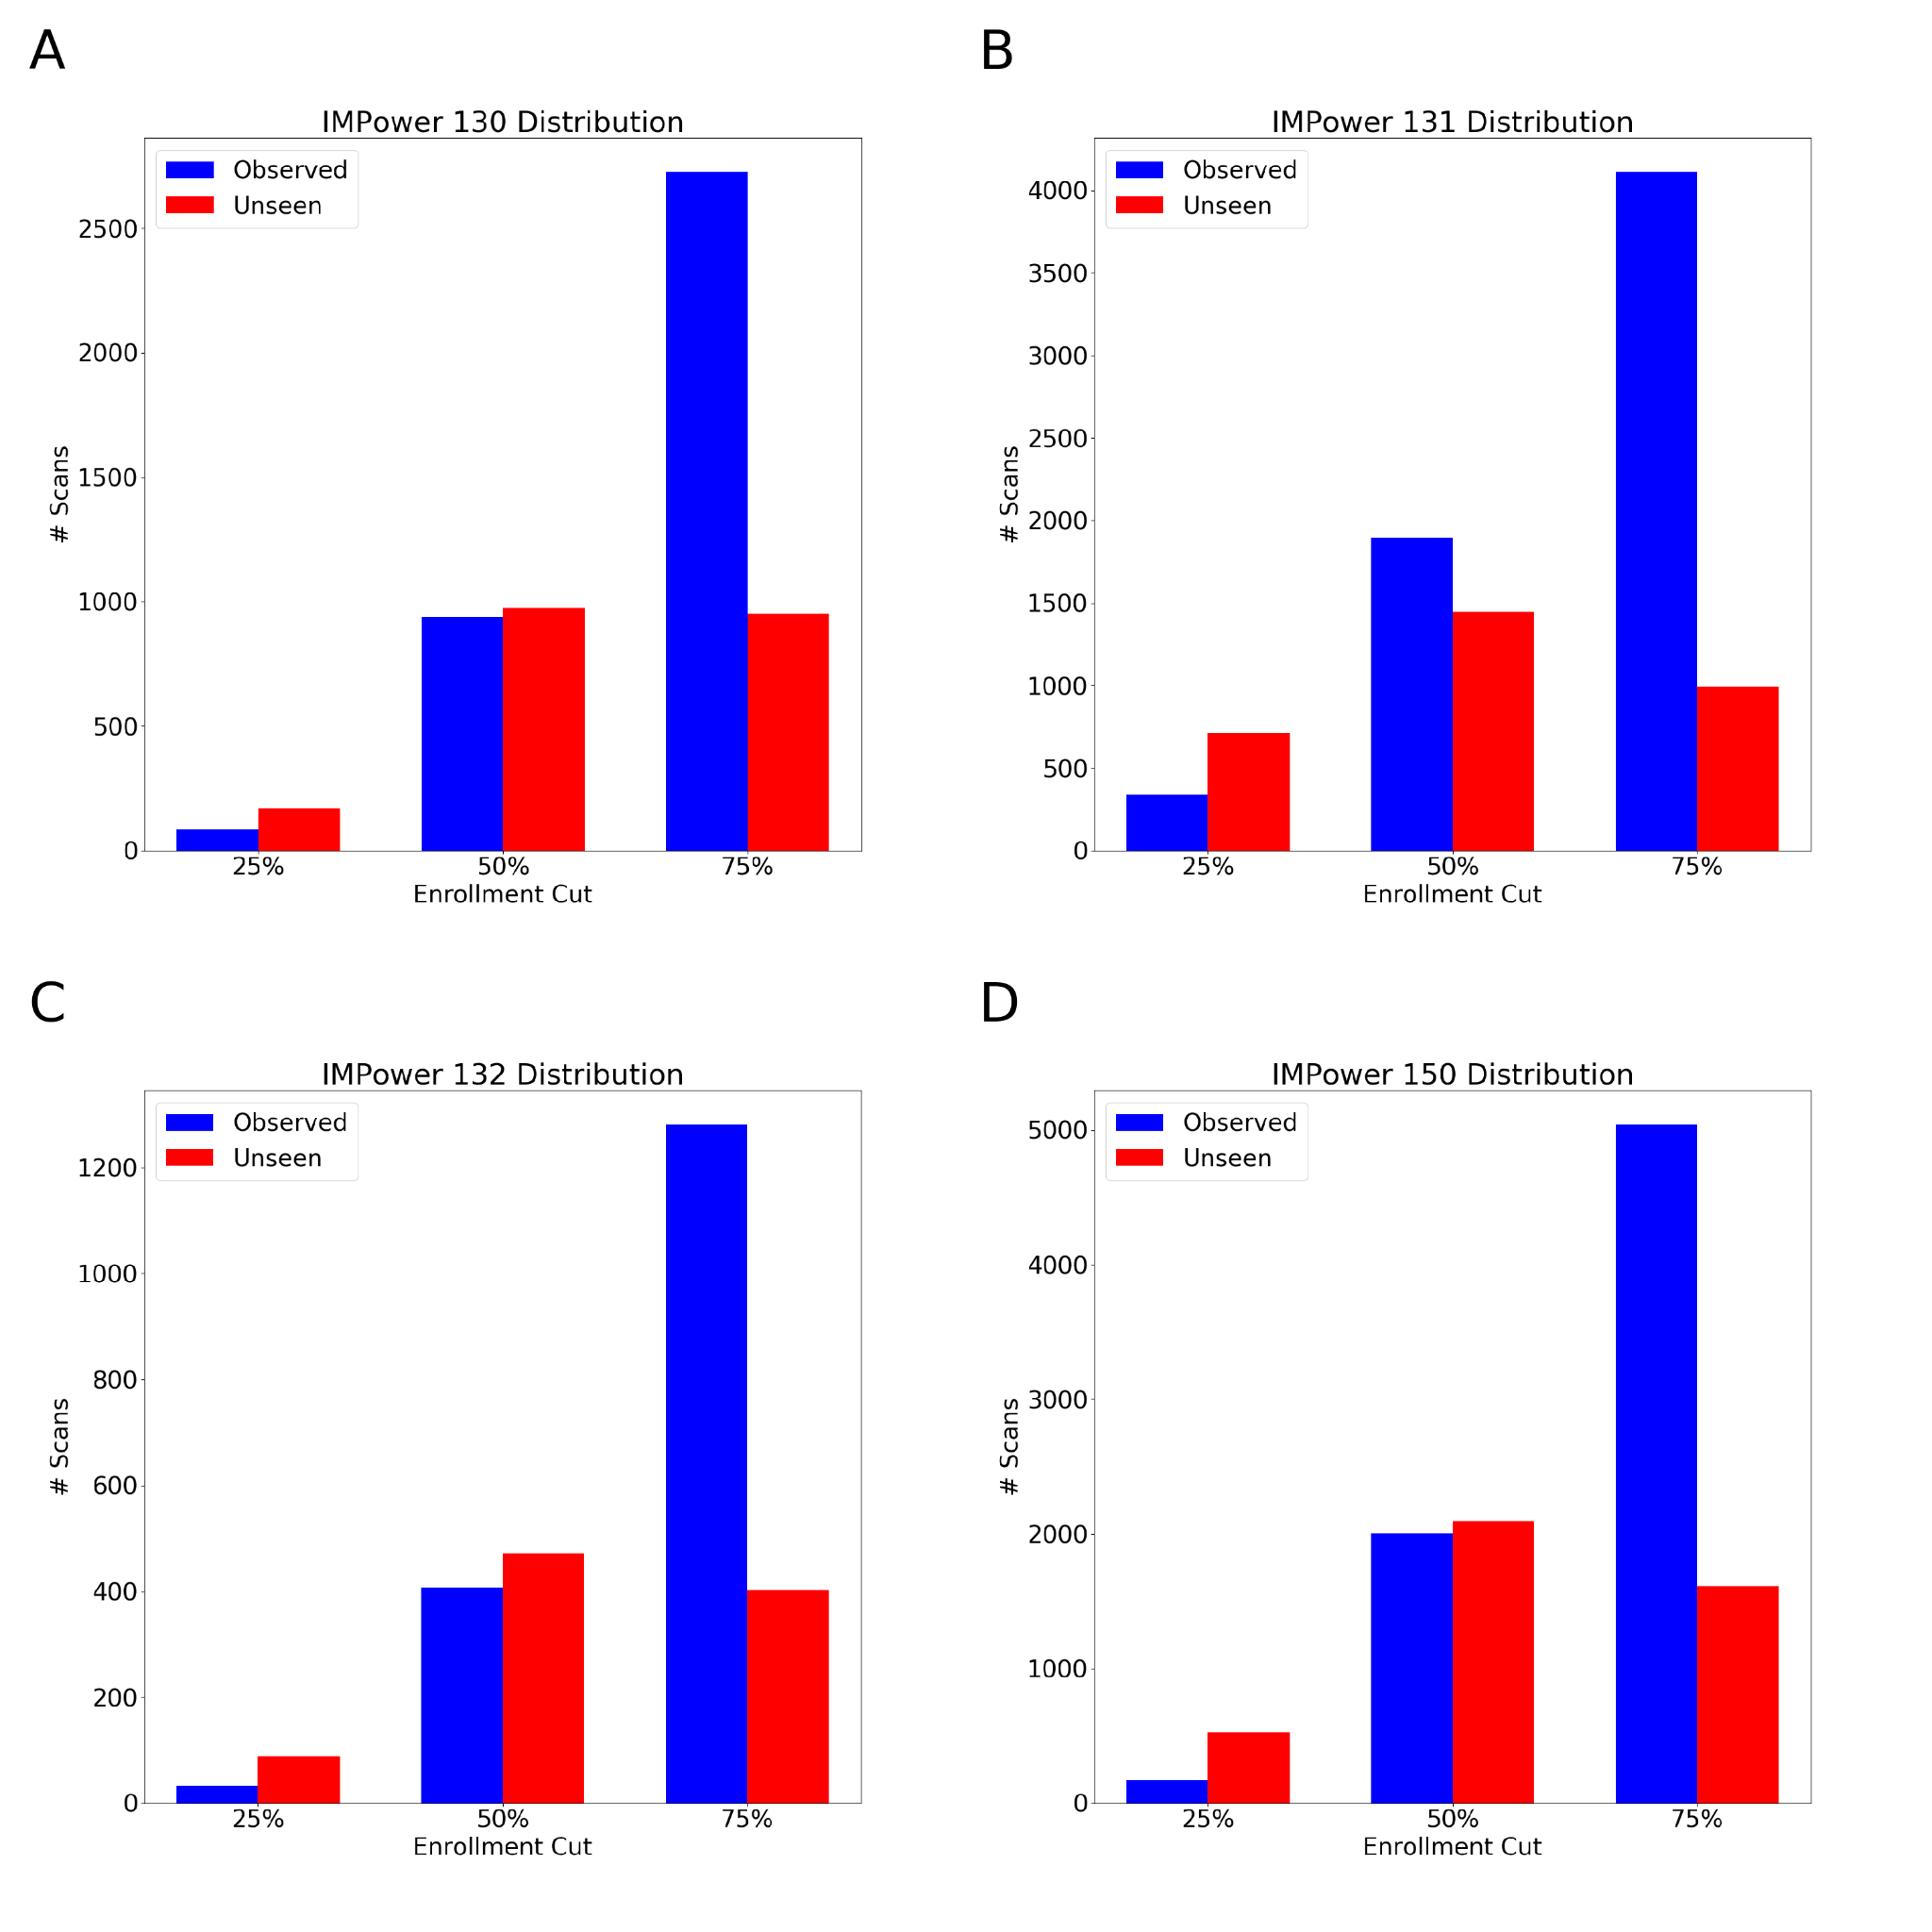 A
IMPower 130 Distribution
Observed
Unseen
2500
2000
1500
1000
500
0
# Scans
25% 50% 75%
Enrollment Cut
B
IMPower 131 Distribution
Observed
Unseen
4000
3500
3000
2500
2000
1500
1000
500
0
# Scans
25% 50% 75%
Enrollment Cut
C
IMPower 132 Distribution
Observed
Unseen
1200
1000
800
600
400
200
0
# Scans
25% 50% 75%
Enrollment Cut
D
IMPower 150 Distribution
Observed
Unseen
5000
4000
3000
2000
1000
0
# Scans
25% 50% 75%
Enrollment Cut